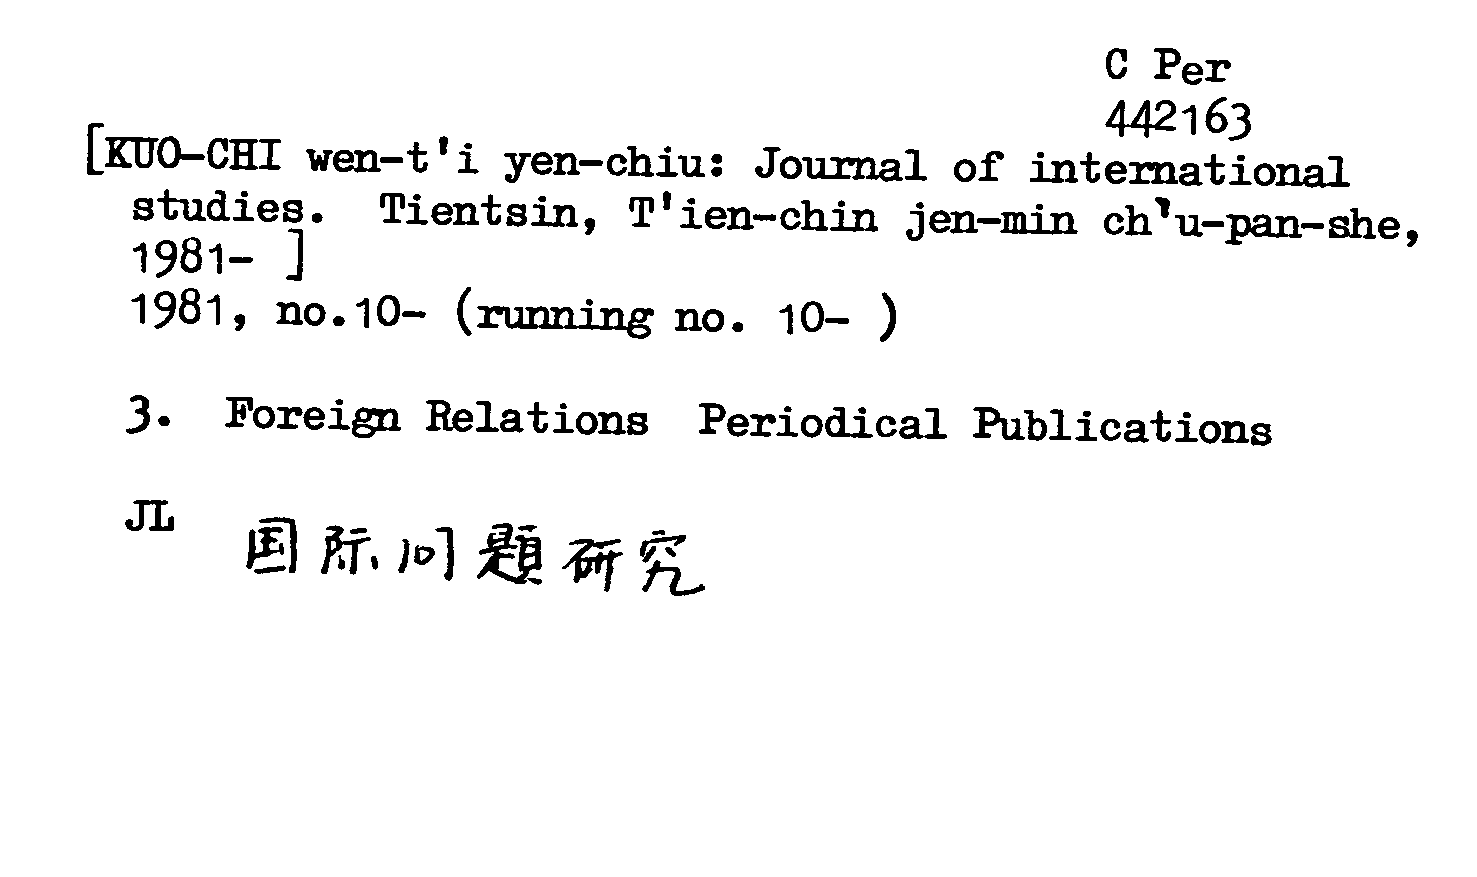 C Per
442163
[KUO-CHI wen-t'i yen-chiu: Journal of international
studies. Tientsin, T'ien-chin jen-min ch'u-pan-she,
1981- ]
1981, no.10- (running no. 10- )
3. Foreign Relations Periodical Publications
JL
国际问題研究